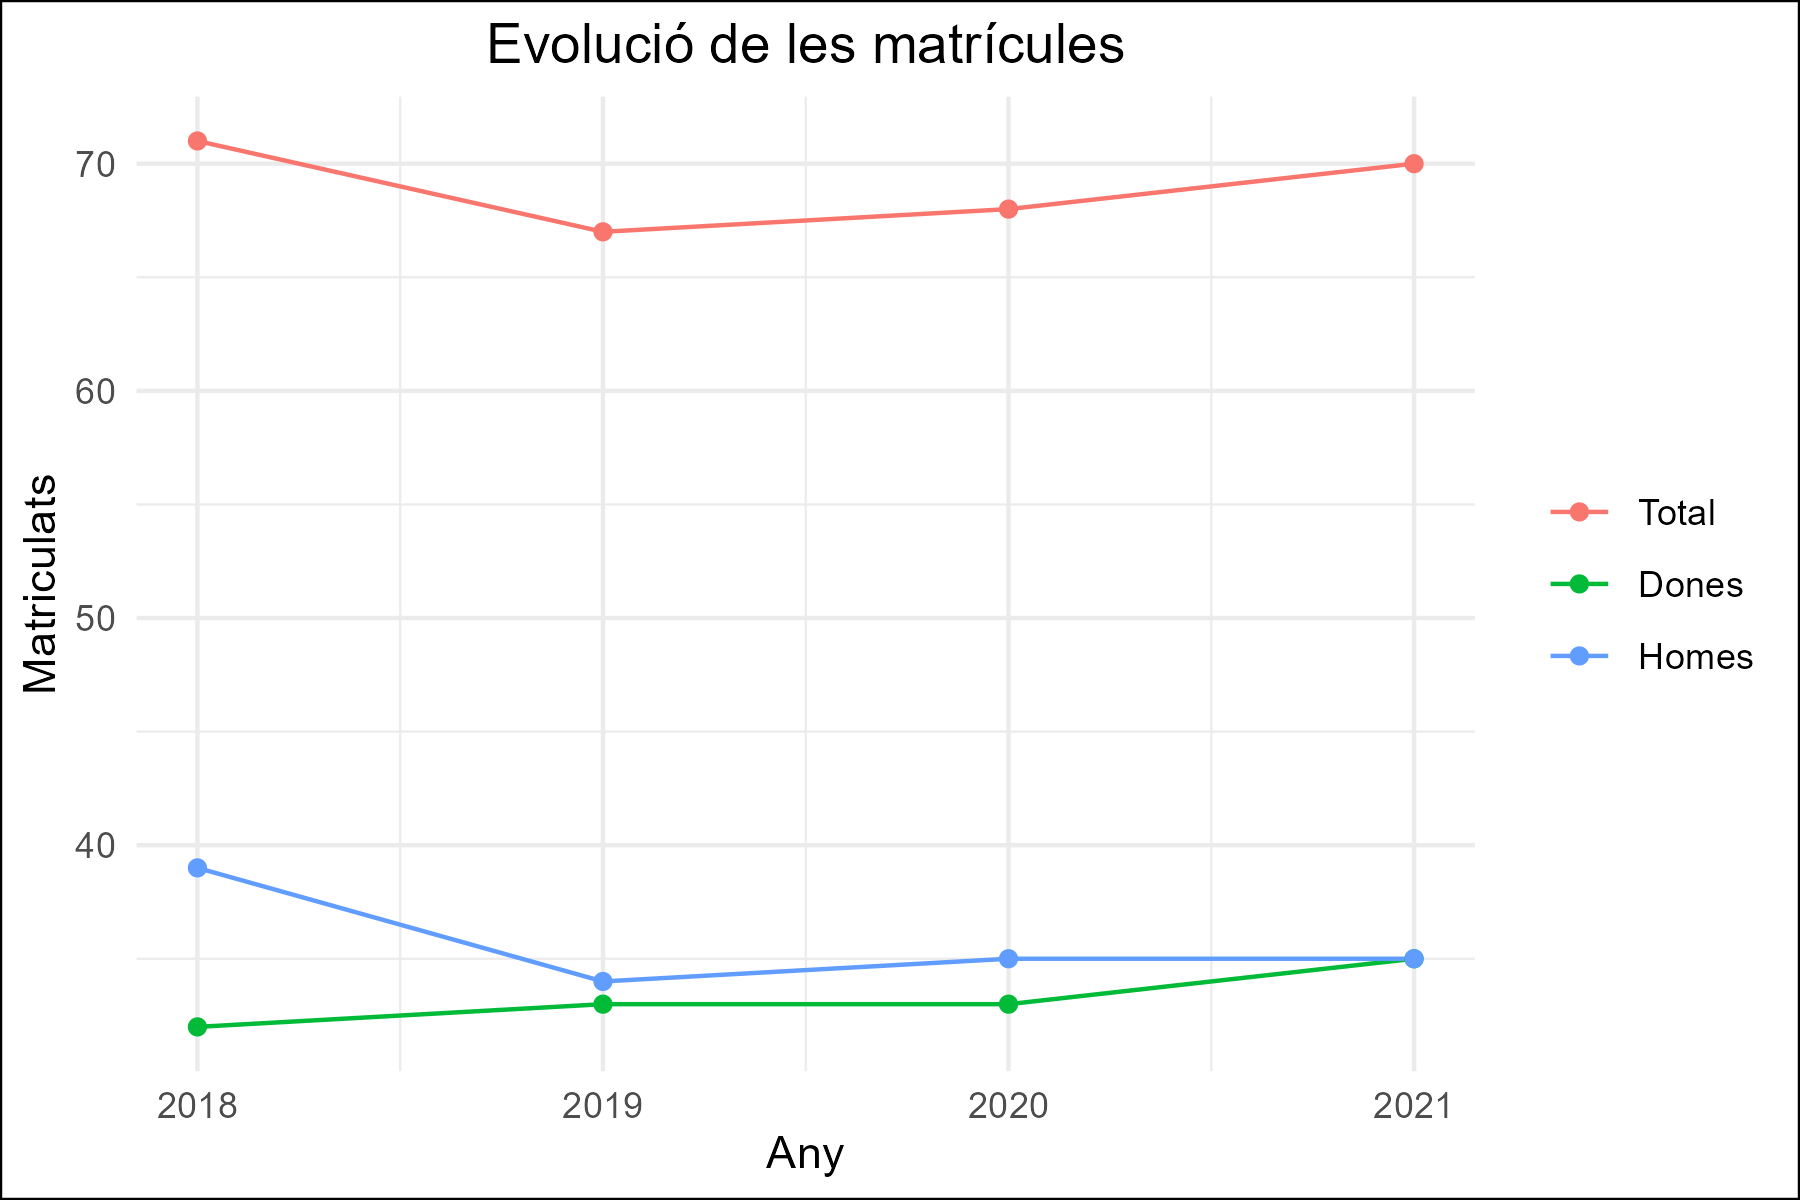 Evolució de les matrícules
Matriculats
70
60
50
40
2018
2019
2020
2021
Any
Total
Dones
Homes